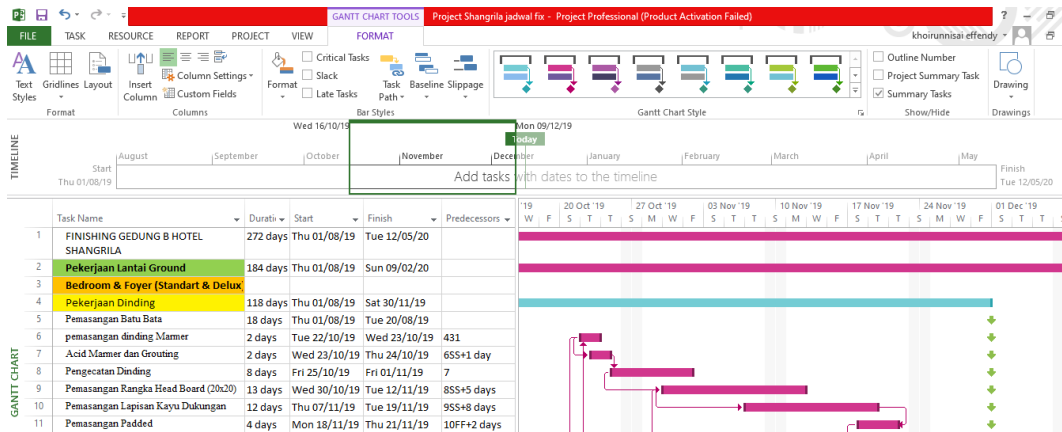 GANTT CHART TOOLS Project Shangrila jadwal fix - Project Professional (Product Activation Failed) ?
FILE TASK RESOURCE REPORT PROJECT VIEW FORMAT khoirunnisai effendy
Text Styles Gridlines Layout
Format
Insert Column Column Settings Custom Fields
Columns
Format
Critical Tasks
Slack
Late Tasks
Task Path Baseline Slippage
Bar Styles
Gantt Chart Style
Outline Number
Project Summary Task
Summary Tasks
Show/Hide
Drawing
Drawings
TIMELINE
Wed 16/10/19 Mon 09/12/19
Today
August September October November December January February March April May
Start
Thu 01/08/19
Add tasks with dates to the timeline
Finish
Tue 12/05/20
GANTT CHART
'19 20 Oct '19 27 Oct '19 03 Nov '19 10 Nov '19 17 Nov '19 24 Nov '19 01 Dec '19
Task Name Duratic Start Finish Predecessors
W F S T T S M W F S T T S M W F S T T S M W F S T T S
1 FINISHING GEDUNG B HOTEL SHANGRILA 272 days Thu 01/08/19 Tue 12/05/20
2 Pekerjaan Lantai Ground 184 days Thu 01/08/19 Sun 09/02/20
3 Bedroom & Foyer (Standart & Delux
4 Pekerjaan Dinding 118 days Thu 01/08/19 Sat 30/11/19
5 Pemasangan Batu Bata 18 days Thu 01/08/19 Tue 20/08/19
6 pemasangan dinding Marmer 2 days Tue 22/10/19 Wed 23/10/19 431
7 Acid Marmer dan Grouting 2 days Wed 23/10/19 Thu 24/10/19 6SS+1 day
8 Pengecatan Dinding 8 days Fri 25/10/19 Fri 01/11/19 7
9 Pemasangan Rangka Head Board (20x20) 13 days Wed 30/10/19 Tue 12/11/19 8SS+5 days
10 Pemasangan Lapisan Kayu Dukungan 12 days Thu 07/11/19 Tue 19/11/19 9SS+8 days
11 Pemasangan Padded 4 days Mon 18/11/19 Thu 21/11/19 10FF+2 days